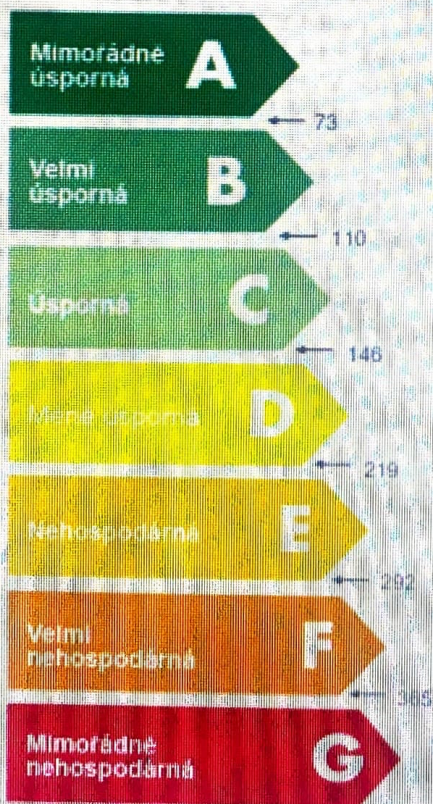 Mimořádně
úsporná A
73
Velmi
úsporná B
110
Úsporná C
146
Méně úsporná D
219
Nehospodárná E
292
Velmi
nehospodárná F
365
Mimořádně
nehospodárná G